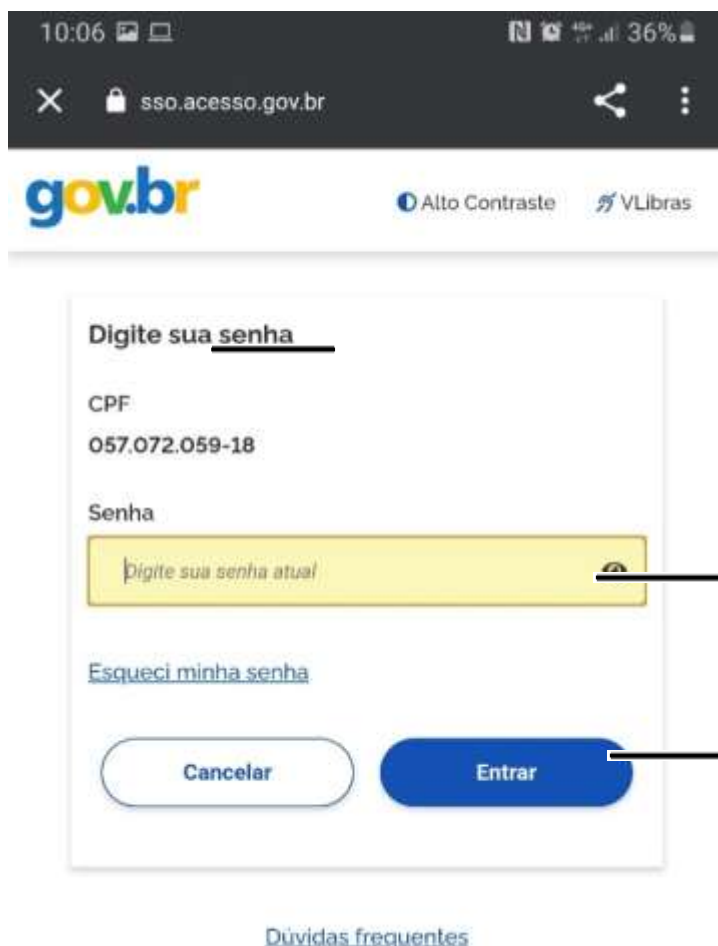 10:06 36%
sso.acesso.gov.br
gov.br Alto Contraste VLibras
Digite sua senha
CPF
057.072.059-18
Senha
Digite sua senha atual
Esqueci minha senha
Cancelar Entrar
Dúvidas frequentes